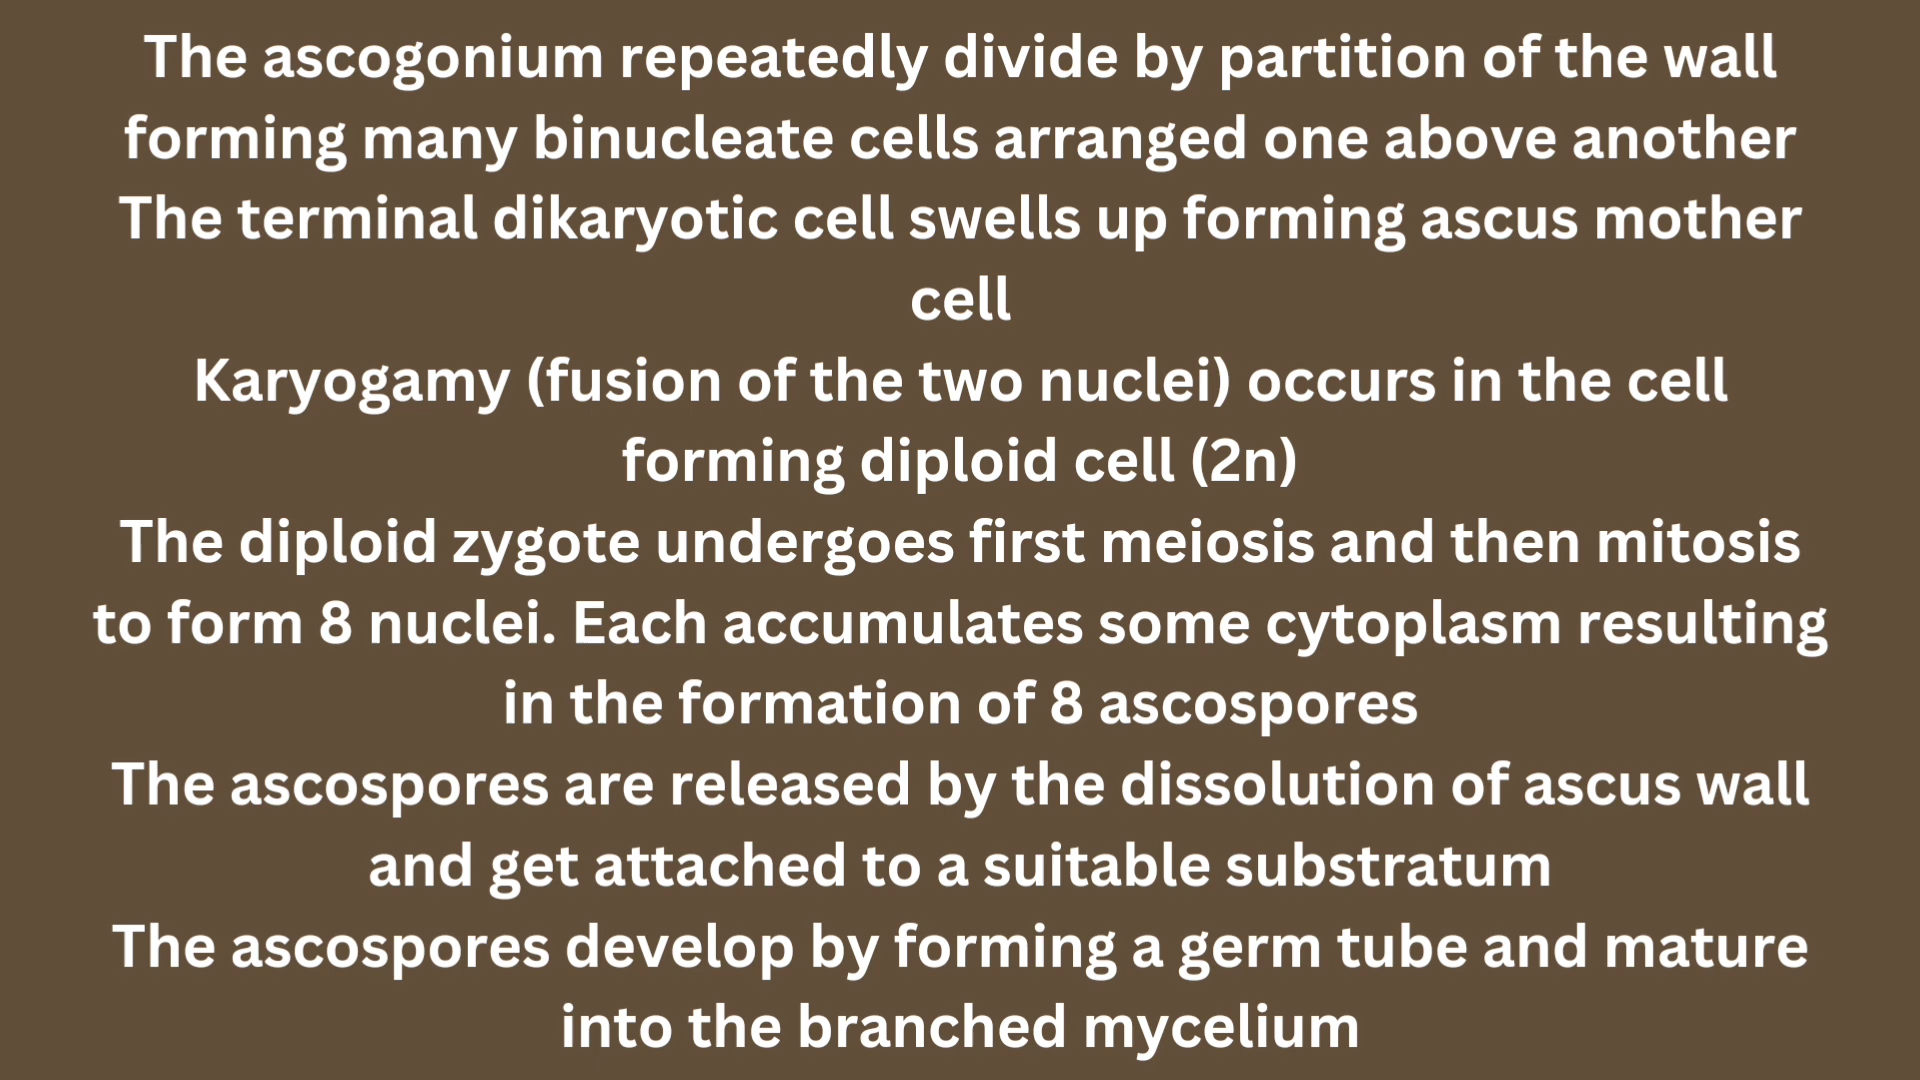 The ascogonium repeatedly divide by partition of the wall
forming many binucleate cells arranged one above another
The terminal dikaryotic cell swells up forming ascus mother
cell
Karyogamy (fusion of the two nuclei) occurs in the cell
forming diploid cell (2n)
The diploid zygote undergoes first meiosis and then mitosis
to form 8 nuclei. Each accumulates some cytoplasm resulting
in the formation of 8 ascospores
The ascospores are released by the dissolution of ascus wall
and get attached to a suitable substratum
The ascospores develop by forming a germ tube and mature
into the branched mycelium